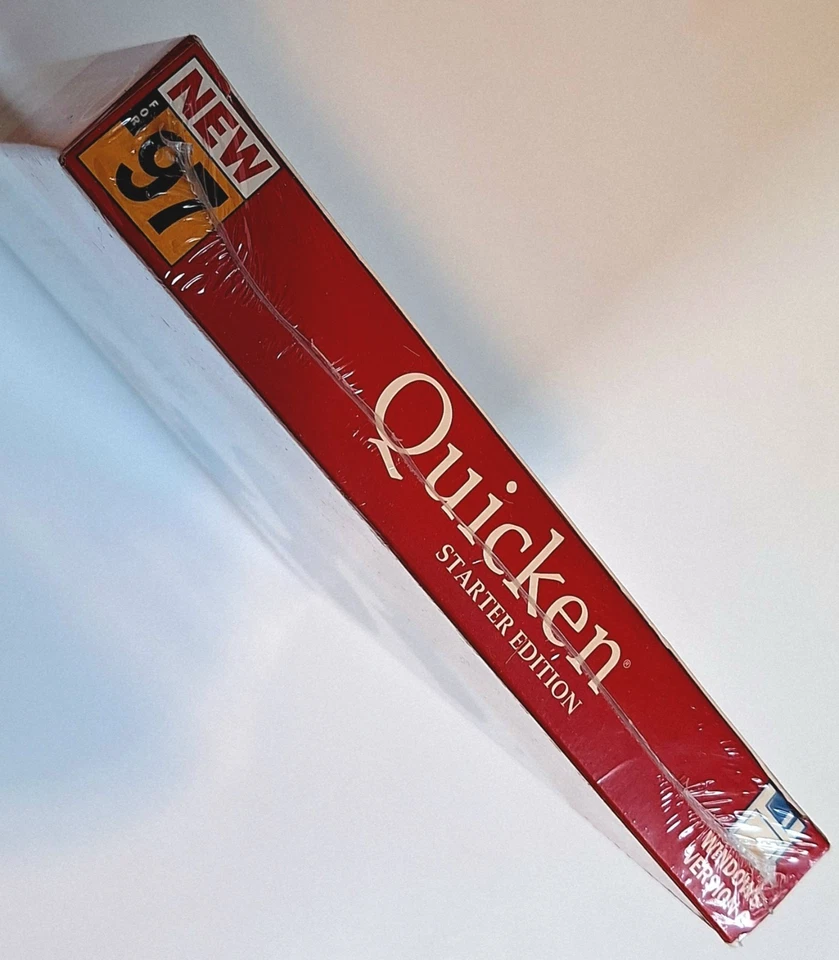 NEW
FOR
'97
Quicken®
STARTER EDITION
WINDOWS
VERSION